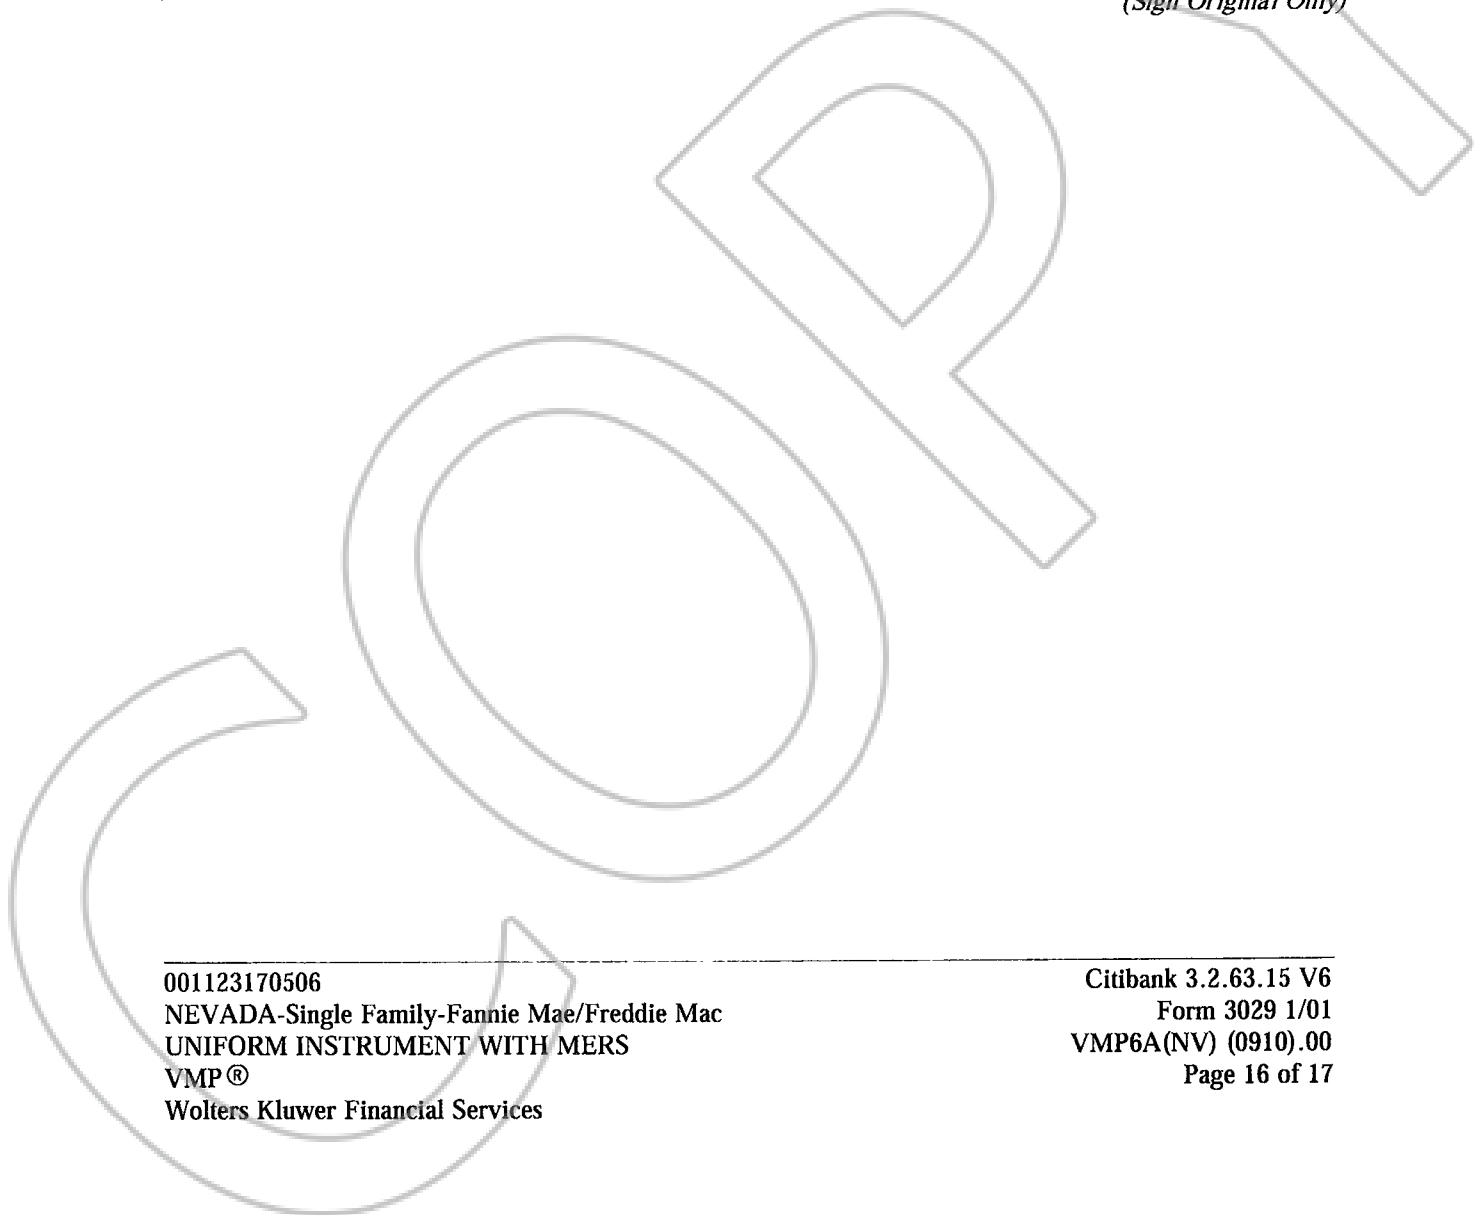 (Sign Original Only)
COPY
001123170506
NEVADA-Single Family-Fannie Mae/Freddie Mac
UNIFORM INSTRUMENT WITH MERS
VMP ®
Wolters Kluwer Financial Services
Citibank 3.2.63.15 V6
Form 3029 1/01
VMP6A(NV) (0910).00
Page 16 of 17